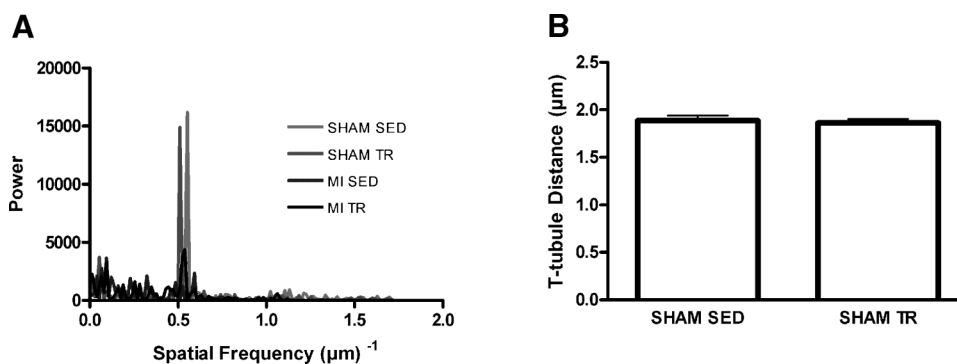 A
20000
15000
10000
5000
0
Power
0.0 0.5 1.0 1.5 2.0
Spatial Frequency (µm) -1
SHAM SED
SHAM TR
MI SED
MI TR
B
2.5
2.0
1.5
1.0
0.5
0.0
T-tubule Distance (µm)
SHAM SED SHAM TR